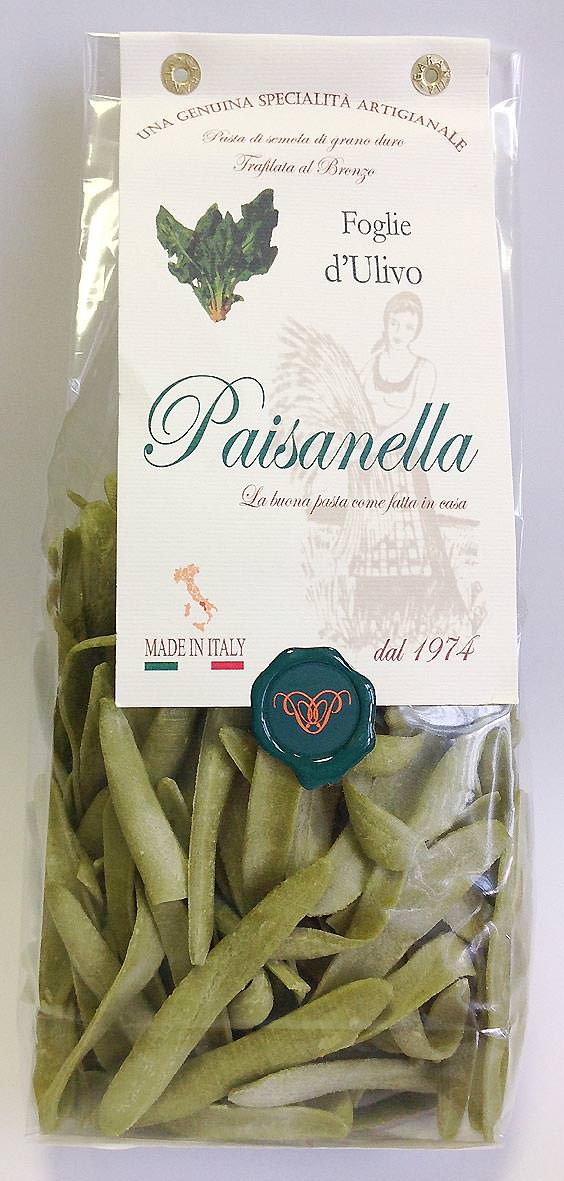 UNA GENUINA SPECIALITÀ ARTIGIANALE
Pasta di semola di grano duro
Trafilata al Bronzo
Foglie
d'Ulivo
Paisanella
La buona pasta come fatta in casa
MADE IN ITALY
dal 1974